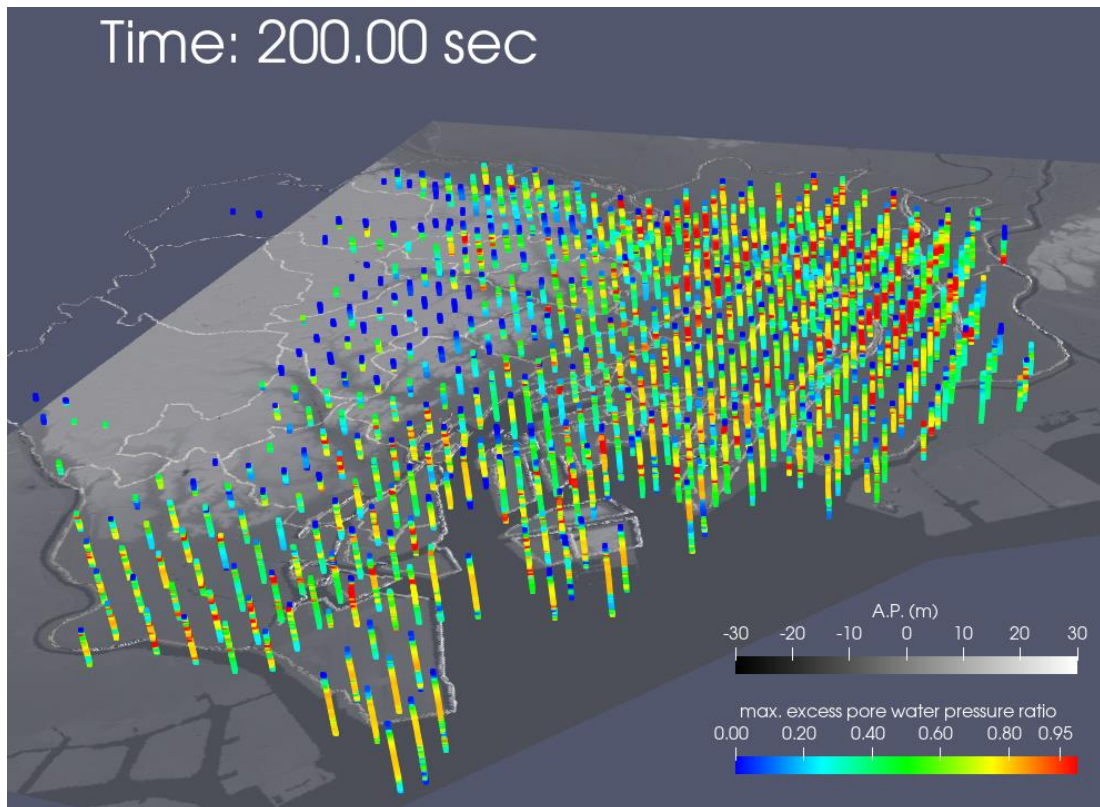 Time: 200.00 sec
A.P. (m)
-30 -20 -10 0 10 20 30
max. excess pore water pressure ratio
0.00 0.20 0.40 0.60 0.80 0.95